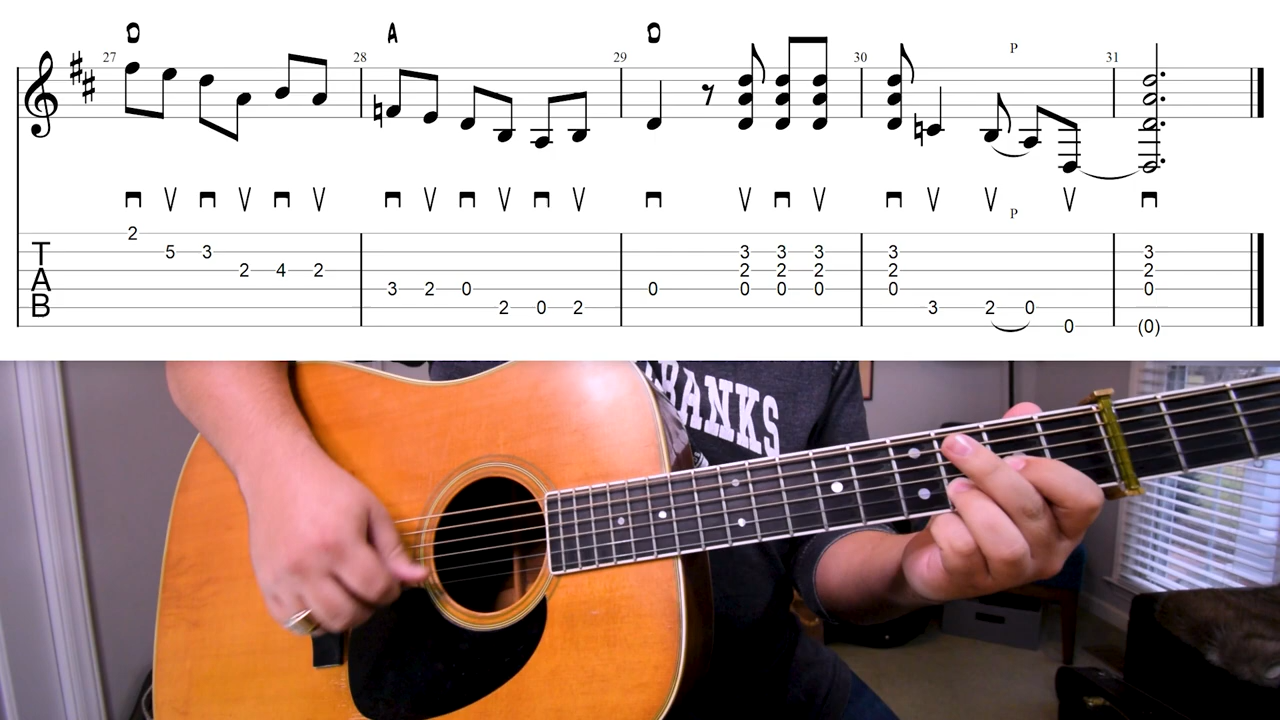 D A D
27 28 29 30 P 31
P
2
T 5 3 3 3 3 3 3
2 4 2 2 2 2 2 2
A 3 2 0 0 0 0 0 0 0
B 2 0 2 3 2 0
0 (0)
RANKS